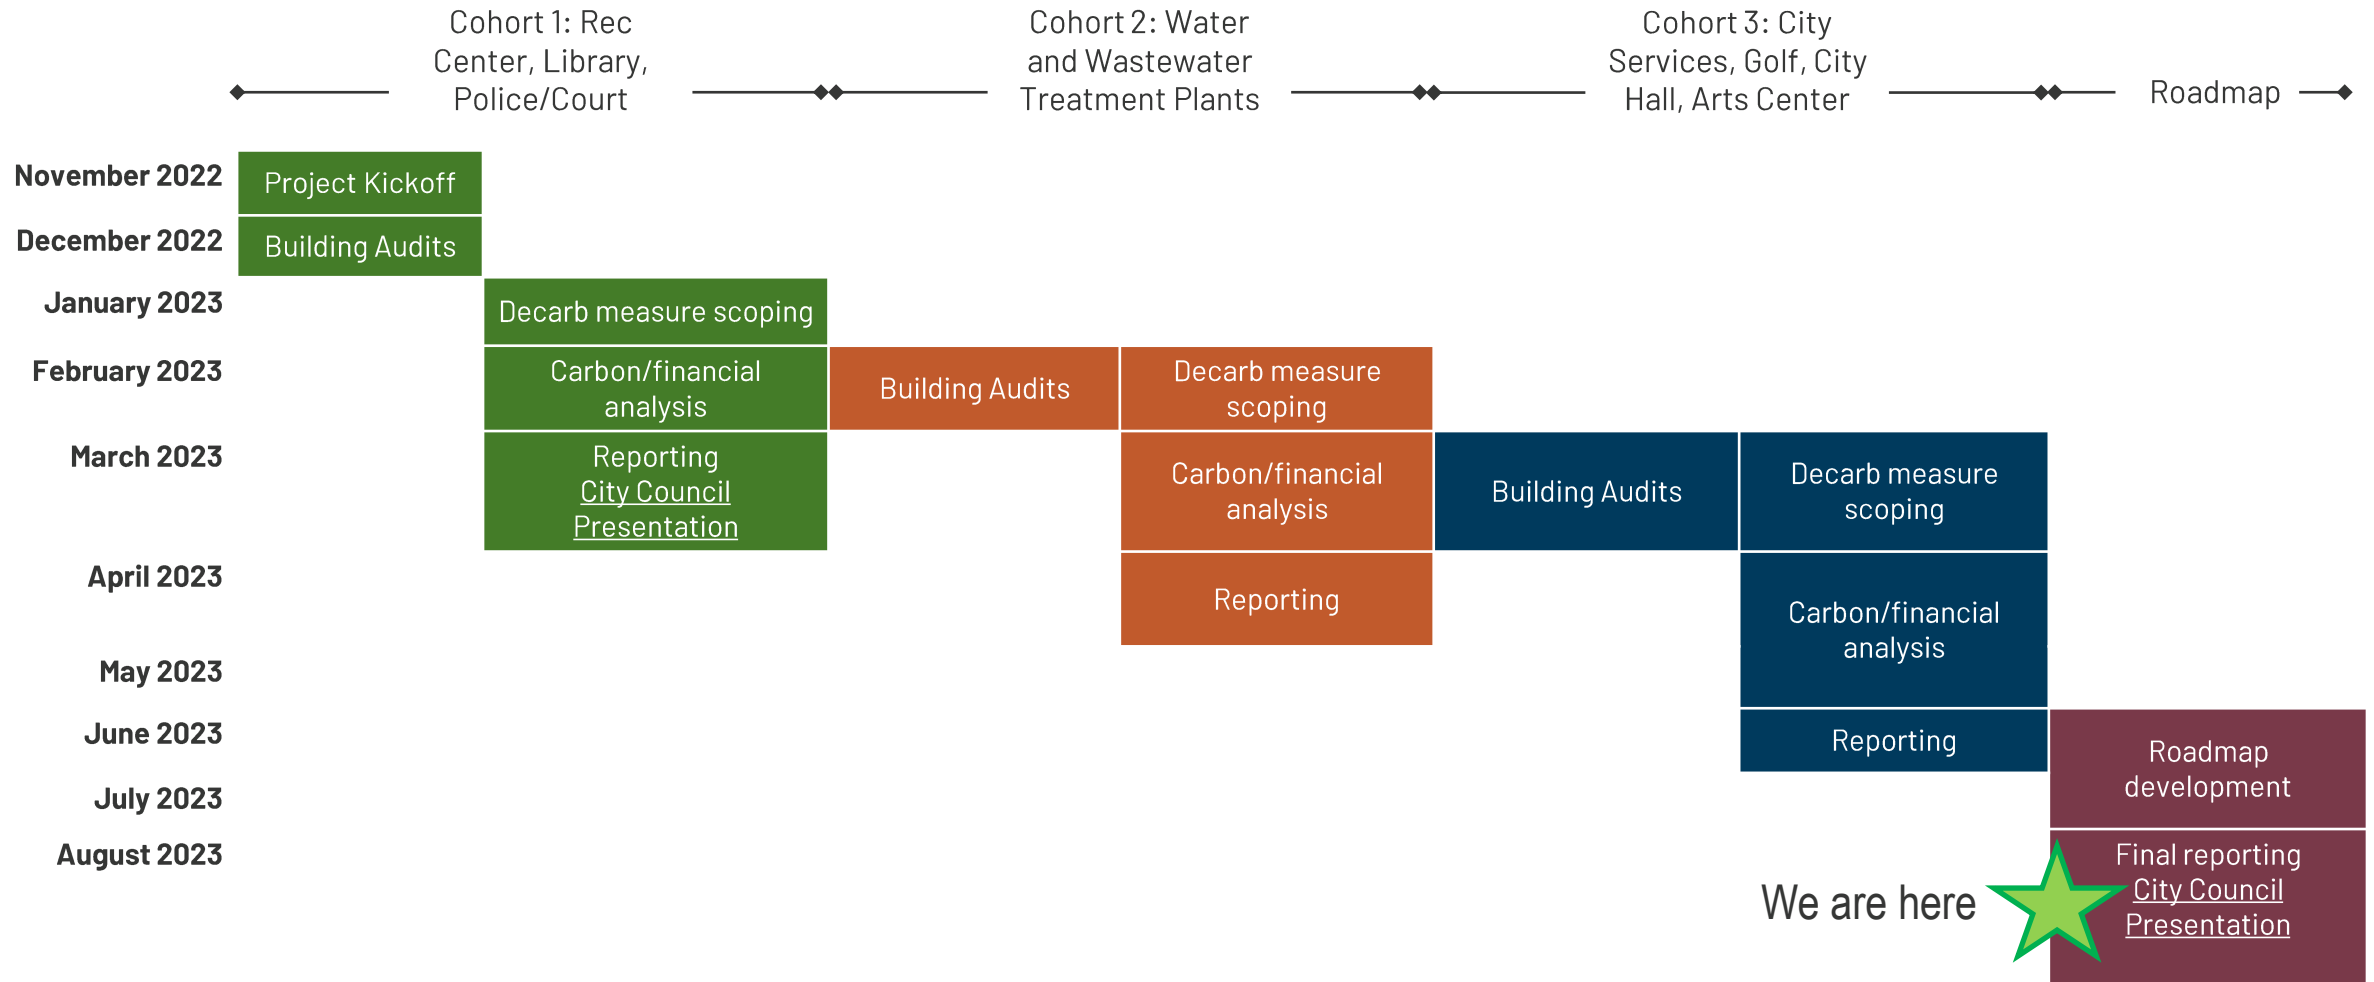 Cohort 1: Rec
Center, Library,
Police/Court
Cohort 2: Water
and Wastewater
Treatment Plants
Cohort 3: City
Services, Golf, City
Hall, Arts Center
Roadmap
November 2022
Project Kickoff
December 2022
Building Audits
January 2023
Decarb measure scoping
February 2023
Carbon/financial
analysis
Building Audits
Decarb measure
scoping
March 2023
Reporting
City Council
Presentation
Carbon/financial
analysis
Building Audits
Decarb measure
scoping
April 2023
Reporting
Carbon/financial
analysis
May 2023
June 2023
Reporting
Roadmap
development
July 2023
August 2023
Final reporting
City Council
Presentation
We are here